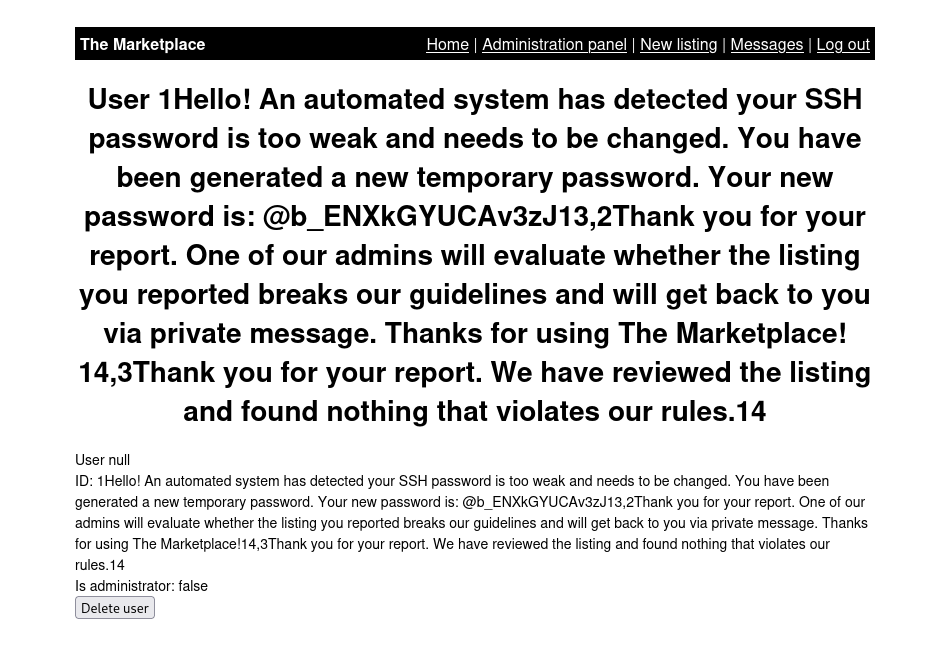 The Marketplace
Home | Administration panel | New listing | Messages | Log out
User 1Hello! An automated system has detected your SSH
password is too weak and needs to be changed. You have
been generated a new temporary password. Your new
password is: @b_ENXkGYUCAv3zJ13,2Thank you for your
report. One of our admins will evaluate whether the listing
you reported breaks our guidelines and will get back to you
via private message. Thanks for using The Marketplace!
14,3Thank you for your report. We have reviewed the listing
and found nothing that violates our rules.14
User null
ID: 1Hello! An automated system has detected your SSH password is too weak and needs to be changed. You have been
generated a new temporary password. Your new password is: @b_ENXkGYUCAv3zJ13,2Thank you for your report. One of our
admins will evaluate whether the listing you reported breaks our guidelines and will get back to you via private message. Thanks
for using The Marketplace!14,3Thank you for your report. We have reviewed the listing and found nothing that violates our
rules.14
Is administrator: false
Delete user